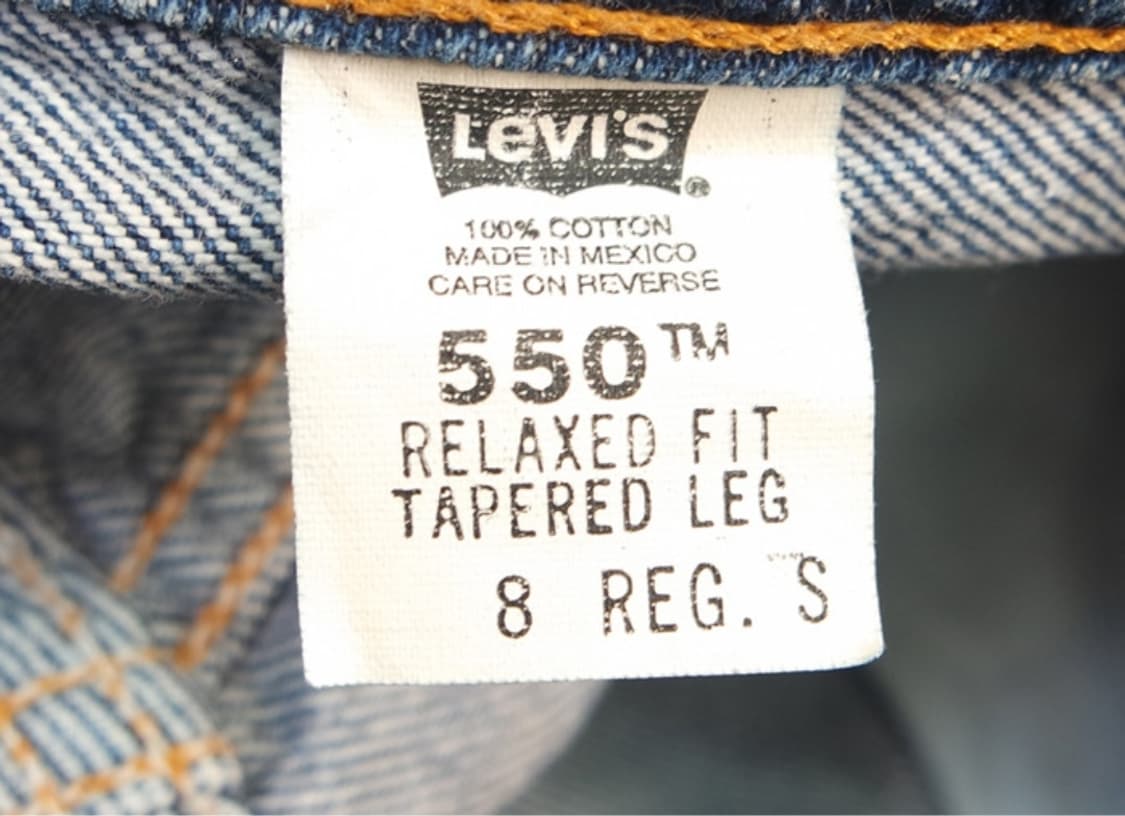 LEVI'S ®
100% COTTON
MADE IN MEXICO
CARE ON REVERSE
550™
RELAXED FIT
TAPERED LEG
8 REG. S